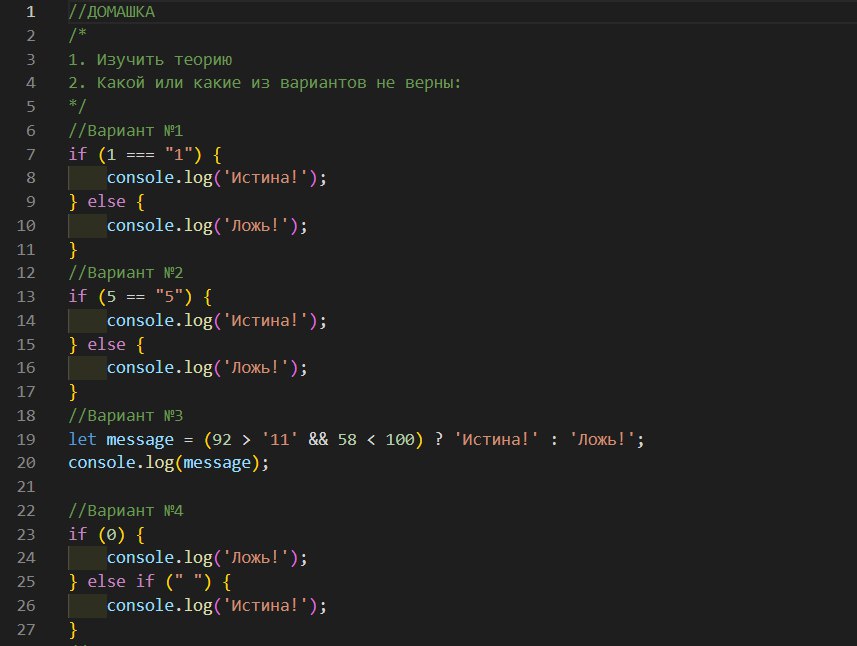 1 //ДОМАШКА
2 /*
3 1. Изучить теорию
4 2. Какой или какие из вариантов не верны:
5 */
6 //Вариант №1
7 if (1 === "1") {
8     console.log('Истина!');
9 } else {
10     console.log('Ложь!');
11 }
12 //Вариант №2
13 if (5 == "5") {
14     console.log('Истина!');
15 } else {
16     console.log('Ложь!');
17 }
18 //Вариант №3
19 let message = (92 > '11' && 58 < 100) ? 'Истина!' : 'Ложь!';
20 console.log(message);
21
22 //Вариант №4
23 if (0) {
24     console.log('Ложь!');
25 } else if (" ") {
26     console.log('Истина!');
27 }